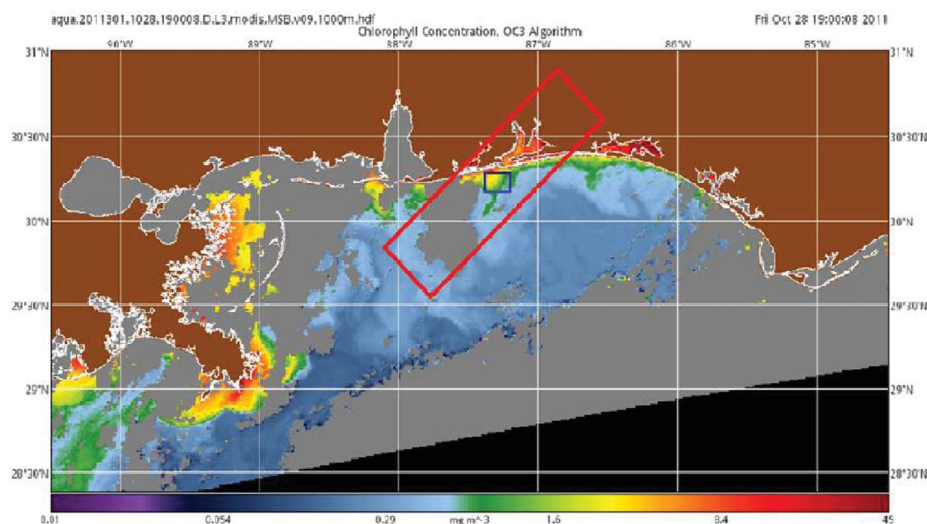 aqua.2011301.1028.190008.D.L3.modis.MSB.v09.1000m.hdf Fri Oct 28 19:00:08 2011
Chlorophyll Concentration, OC3 Algorithm
90°W 89°W 88°W 87°W 86°W 85°W
31°N 31°N
30°30'N 30°30'N
30°N 30°N
29°30'N 29°30'N
29°N 29°N
28°30'N 28°30'N
0.01 0.054 0.29 mg m^-3 1.6 8.4 45